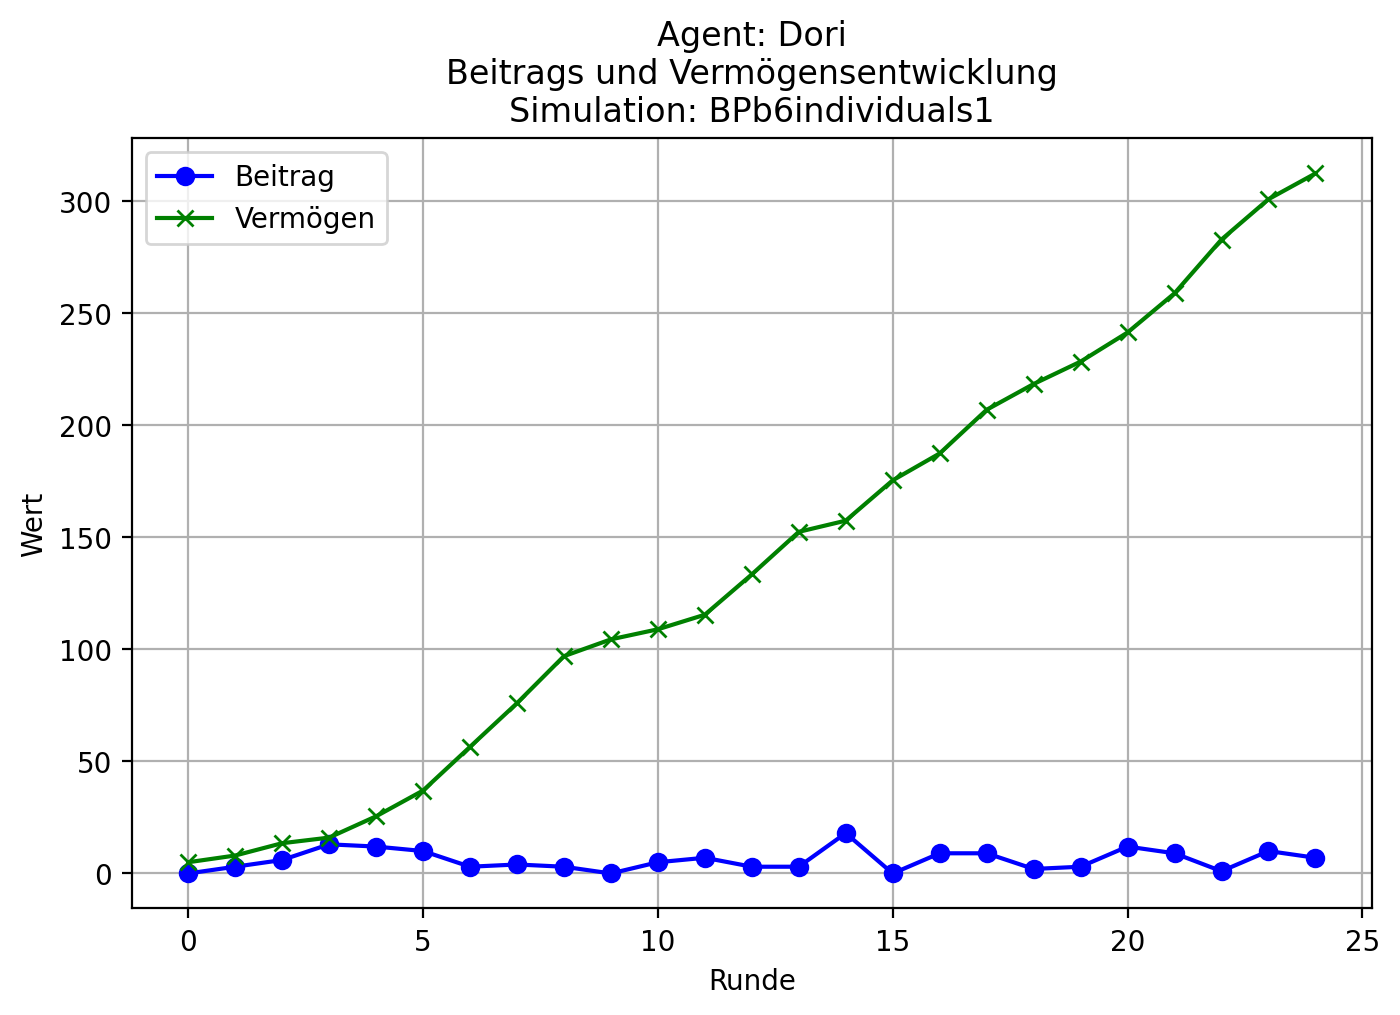 Agent: Dori
Beitrags und Vermögensentwicklung
Simulation: BPb6individuals1
Beitrag
Vermögen
300
250
200
150
100
50
0
Wert
0 5 10 15 20 25
Runde